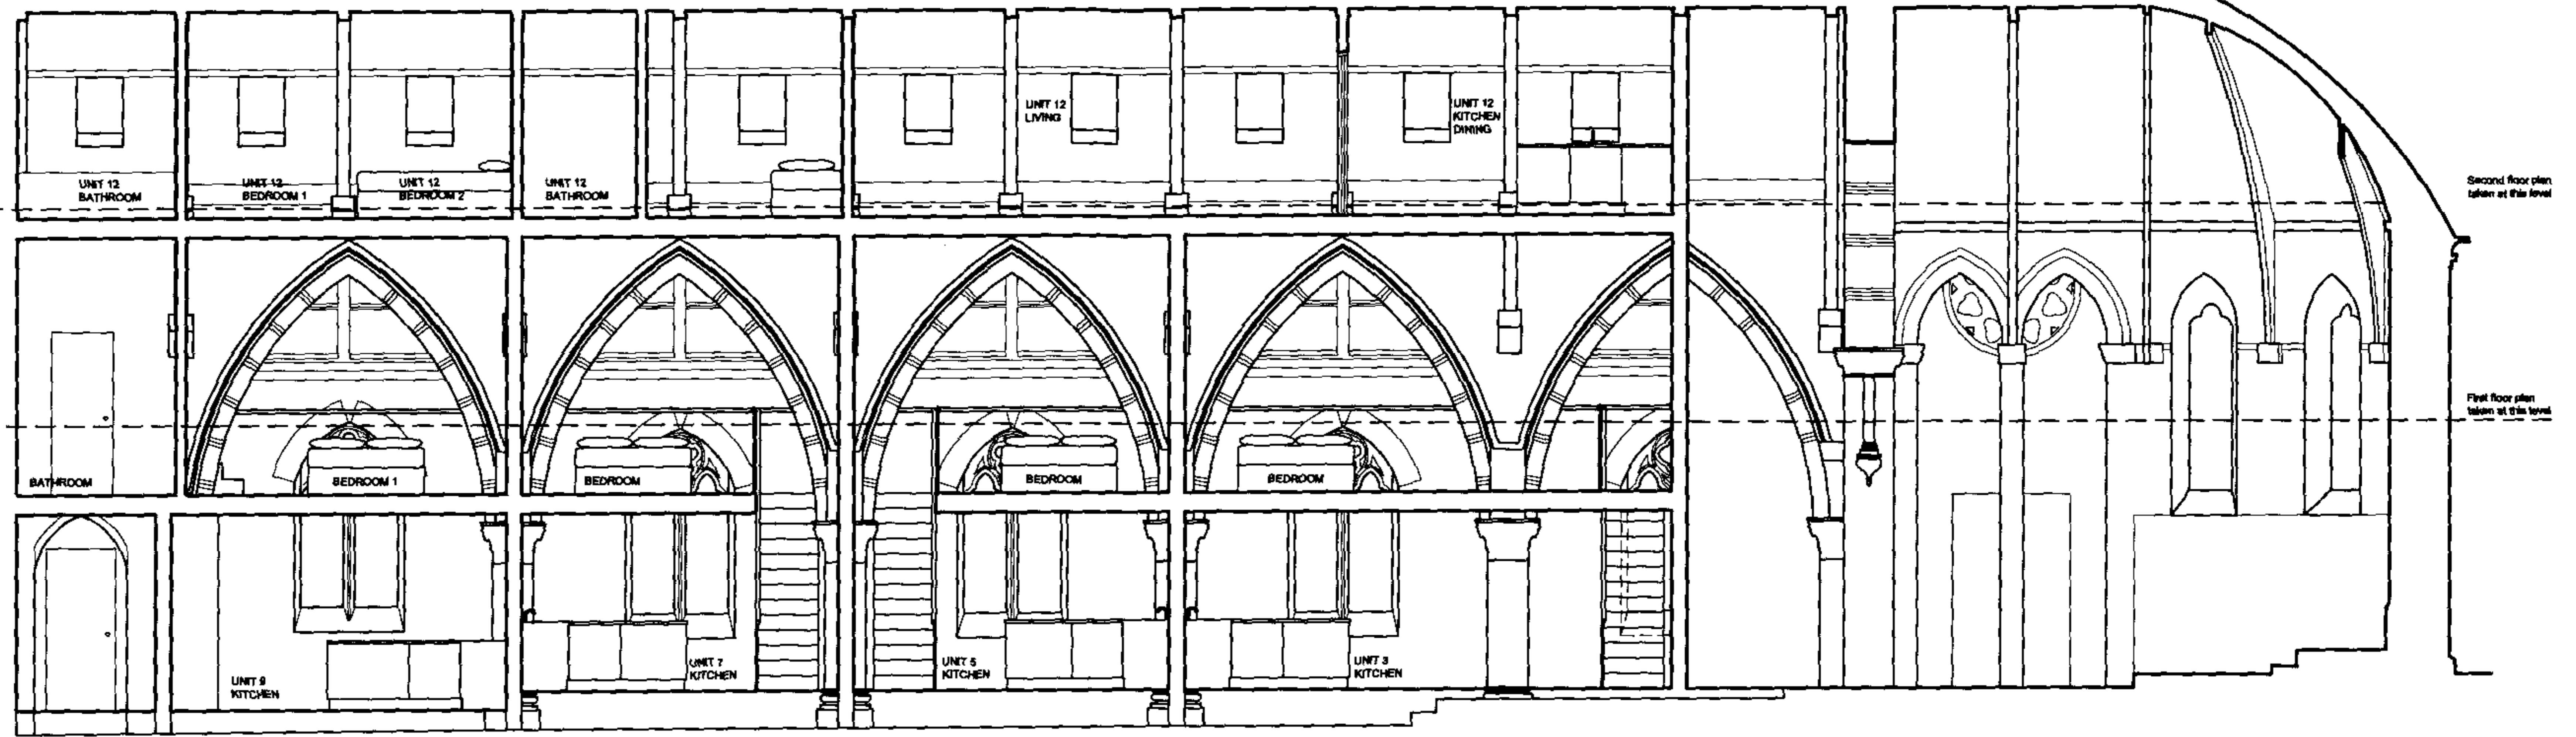 UNIT 12
LIVING
UNIT 12
KITCHEN
DINING
UNIT 12
BATHROOM
UNIT 12
BEDROOM 1
UNIT 12
BEDROOM 2
UNIT 12
BATHROOM
Second floor plan
taken at this level
First floor plan
taken at this level
BATHROOM
BEDROOM 1
BEDROOM
BEDROOM
BEDROOM
UNIT 9
KITCHEN
UNIT 7
KITCHEN
UNIT 5
KITCHEN
UNIT 3
KITCHEN